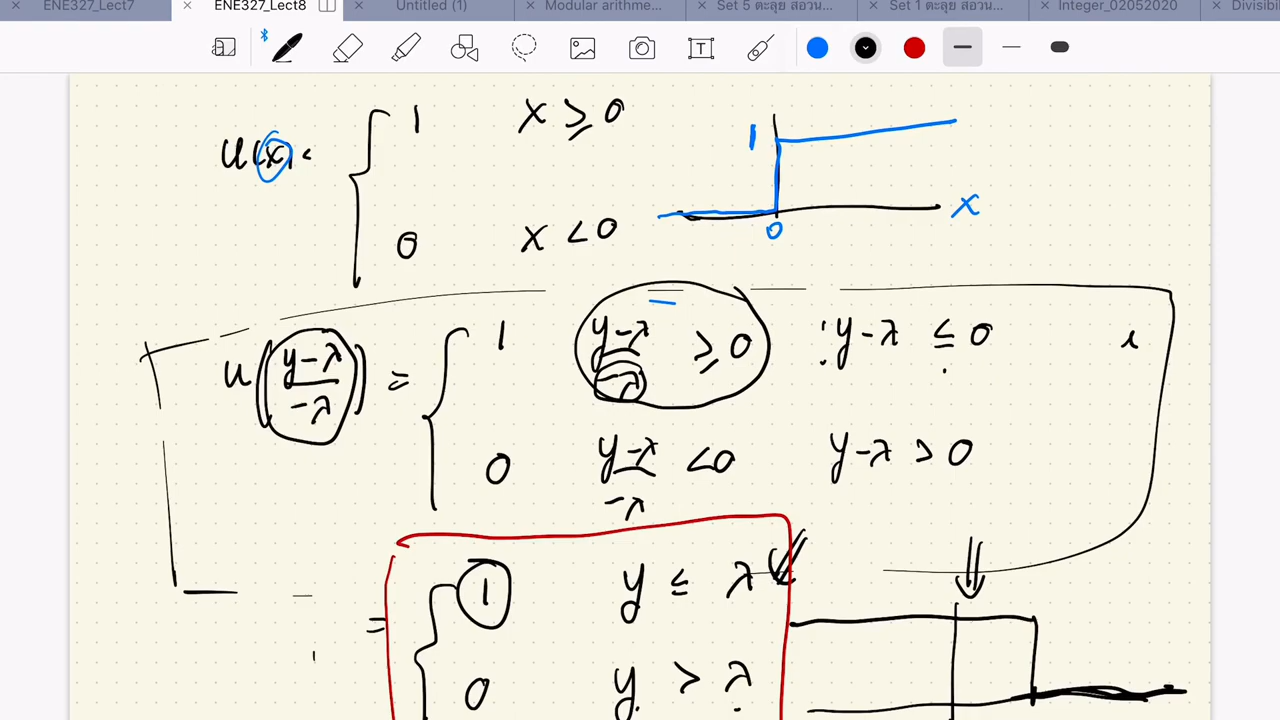 ENE327_Lect7 ENE327_Lect8 Untitled (1) Modular arithme... Set 5 ตะลุย สอวน... Set 1 ตะลุย สอวน... Integer_02052020 Divisibil
T
u(x) = { 1 x ≥ 0
0 x < 0
1
0 x
u((y-λ)/(-λ)) = { 1 (y-λ)/(-λ) ≥ 0 : y-λ ≤ 0
0 (y-λ)/(-λ) < 0 y-λ > 0
= { 1 y ≤ λ
0 y > λ